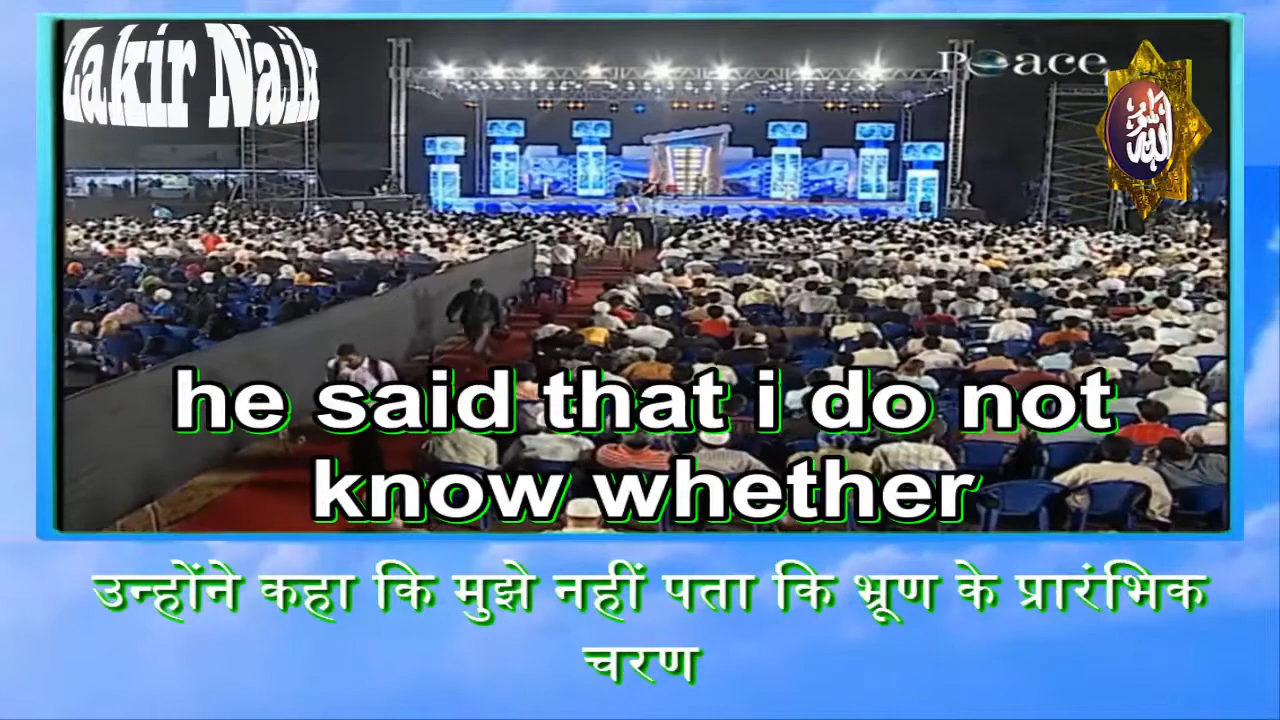 Zakir Naik
Peace
he said that i do not
know whether
उन्होंने कहा कि मुझे नहीं पता कि भ्रूण के प्रारंभिक
चरण